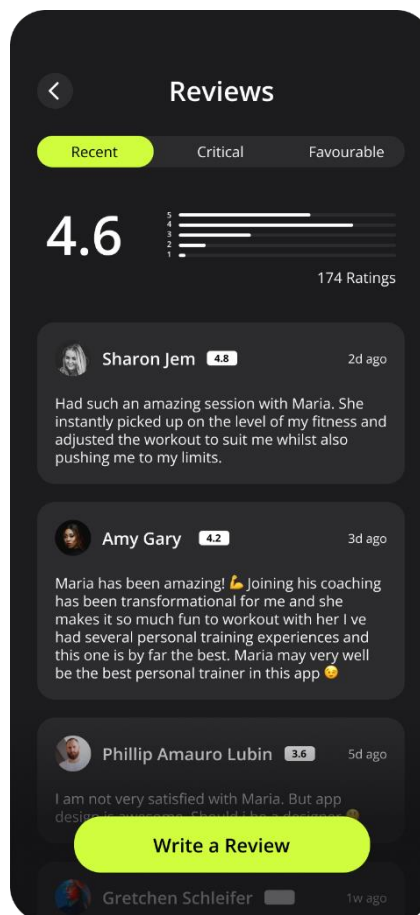 Reviews
Recent Critical Favourable
4.6
5
4
3
2
1
174 Ratings
Sharon Jem 4.8 2d ago
Had such an amazing session with Maria. She
instantly picked up on the level of my fitness and
adjusted the workout to suit me whilst also
pushing me to my limits.
Amy Gary 4.2 3d ago
Maria has been amazing! 💪 Joining his coaching
has been transformational for me and she
makes it so much fun to workout with her I ve
had several personal training experiences and
this one is by far the best. Maria may very well
be the best personal trainer in this app 😉
Phillip Amauro Lubin 3.6 5d ago
I am not very satisfied with Maria. But app
design is awesome. Should i be a designer
Write a Review
Gretchen Schleifer 1w ago